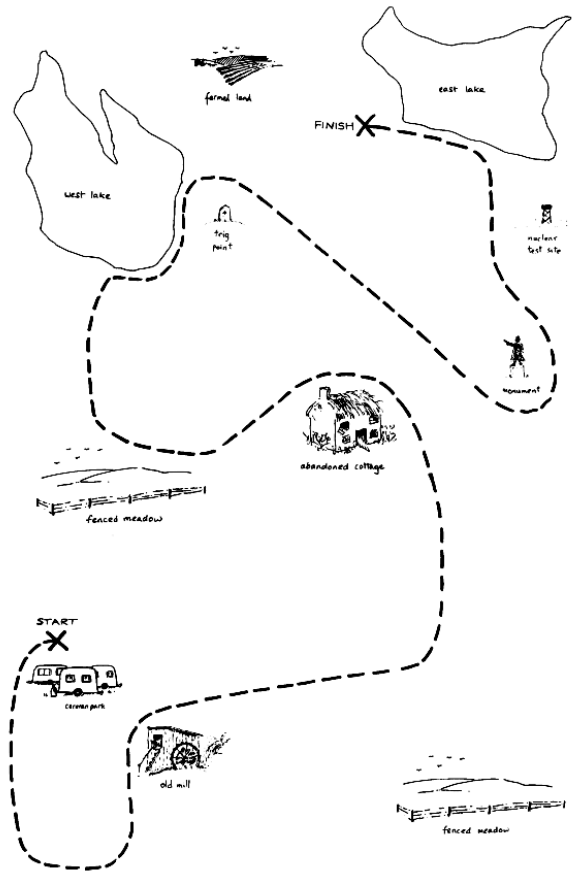 farmed land
east lake
FINISH
west lake
trig
point
nuclear
test site
monument
abandoned cottage
fenced meadow
START
caravan park
old mill
fenced meadow